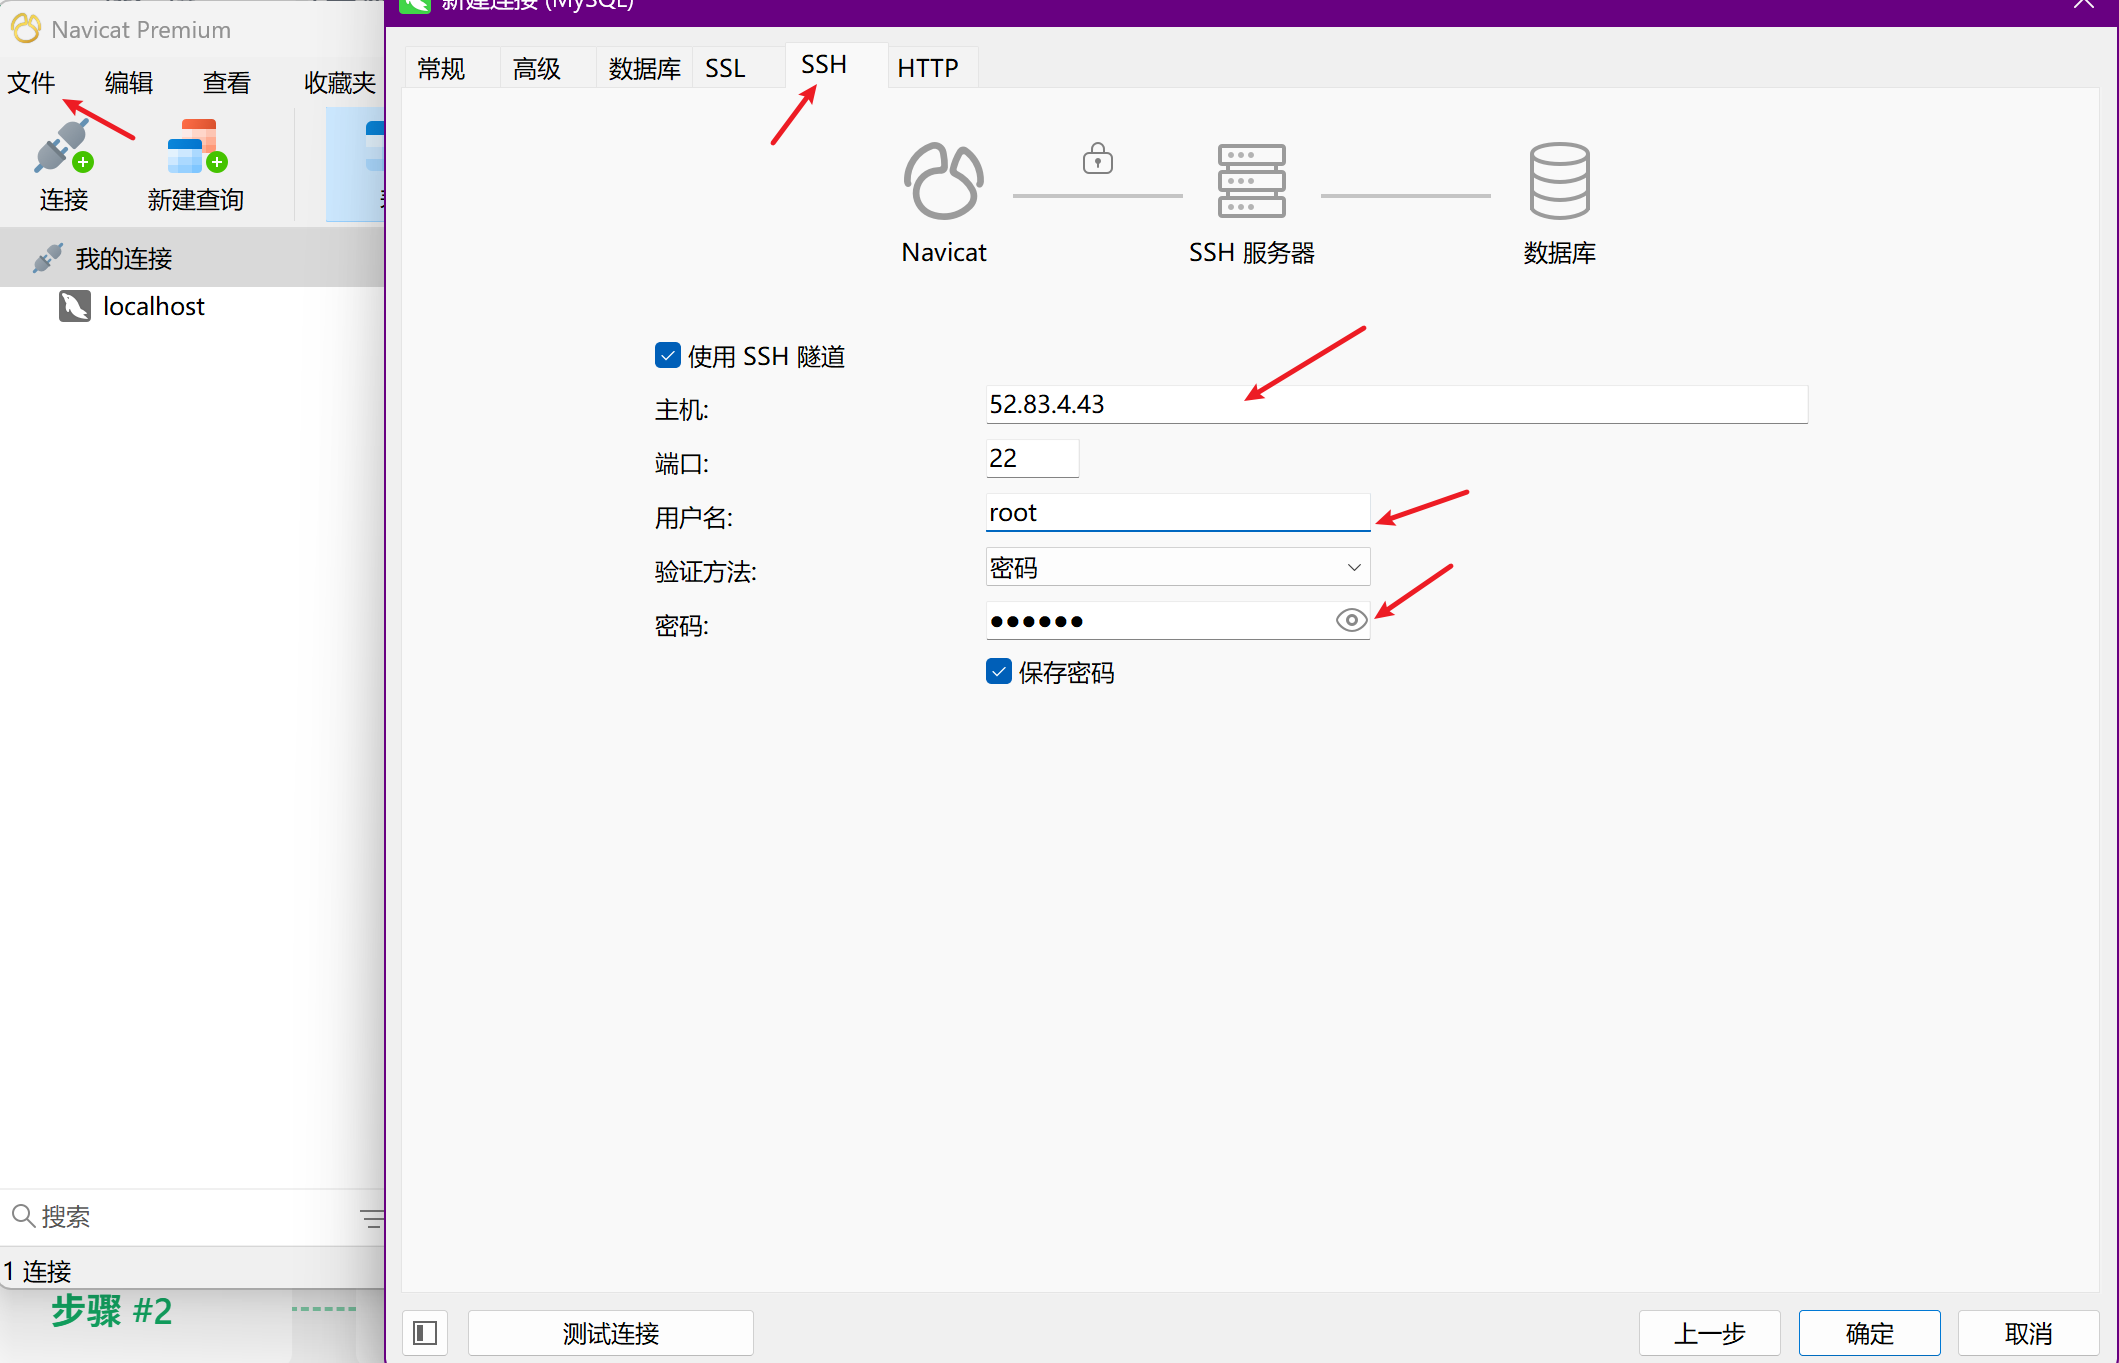 Navicat Premium
文件 编辑 查看 收藏夹
连接 新建查询
我的连接
localhost
搜索
1 连接
步骤 #2
新建连接 (MySQL)
常规 高级 数据库 SSL SSH HTTP
Navicat SSH 服务器 数据库
使用 SSH 隧道
主机: 52.83.4.43
端口: 22
用户名: root
验证方法: 密码
密码: ●●●●●●
保存密码
测试连接 上一步 确定 取消